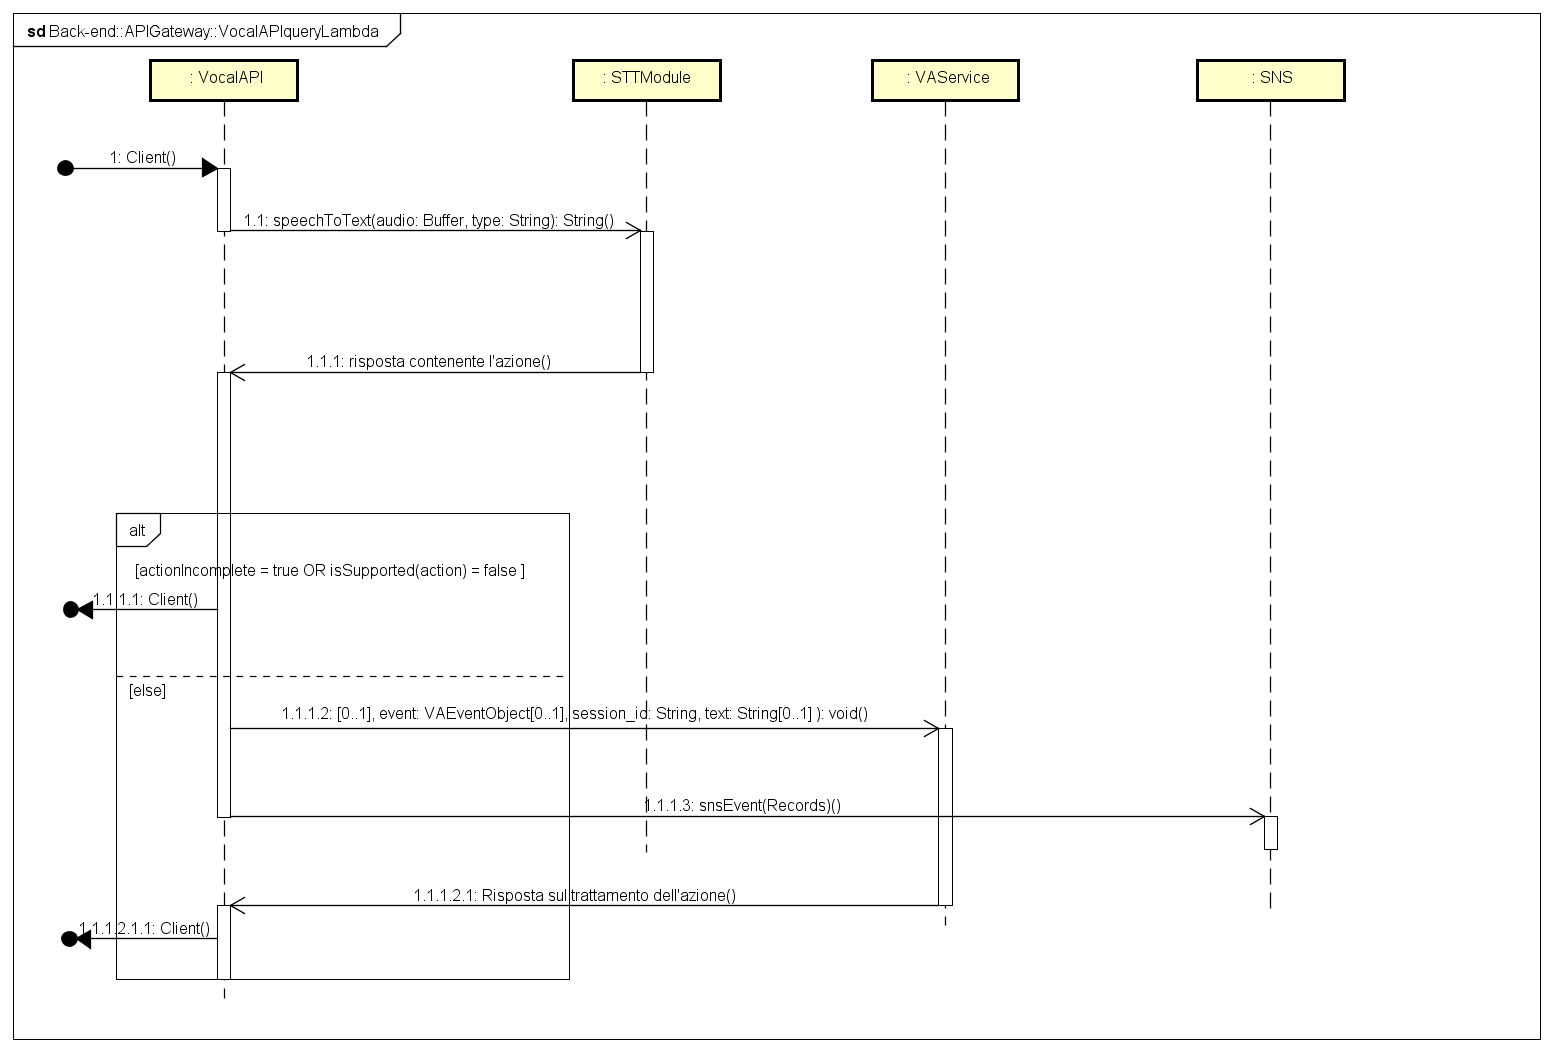 sd Back-end::APIGateway::VocalAPIqueryLambda
: VocalAPI
: STTModule
: VAService
: SNS
1: Client()
1.1: speechToText(audio: Buffer, type: String): String()
1.1.1: risposta contenente l'azione()
alt
[actionIncomplete = true OR isSupported(action) = false ]
1.1.1.1: Client()
[else]
1.1.1.2: [0..1], event: VAEventObject[0..1], session_id: String, text: String[0..1] ): void()
1.1.1.3: snsEvent(Records)()
1.1.1.2.1: Risposta sul trattamento dell'azione()
1.1.1.2.1.1: Client()